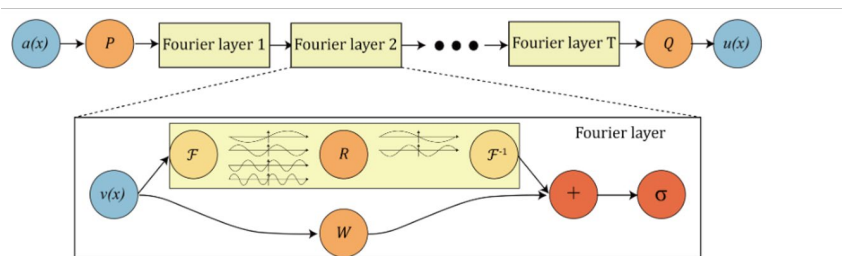 a(x) P Fourier layer 1 Fourier layer 2 Fourier layer T Q u(x)
Fourier layer
ℱ R ℱ⁻¹
v(x) + σ
W